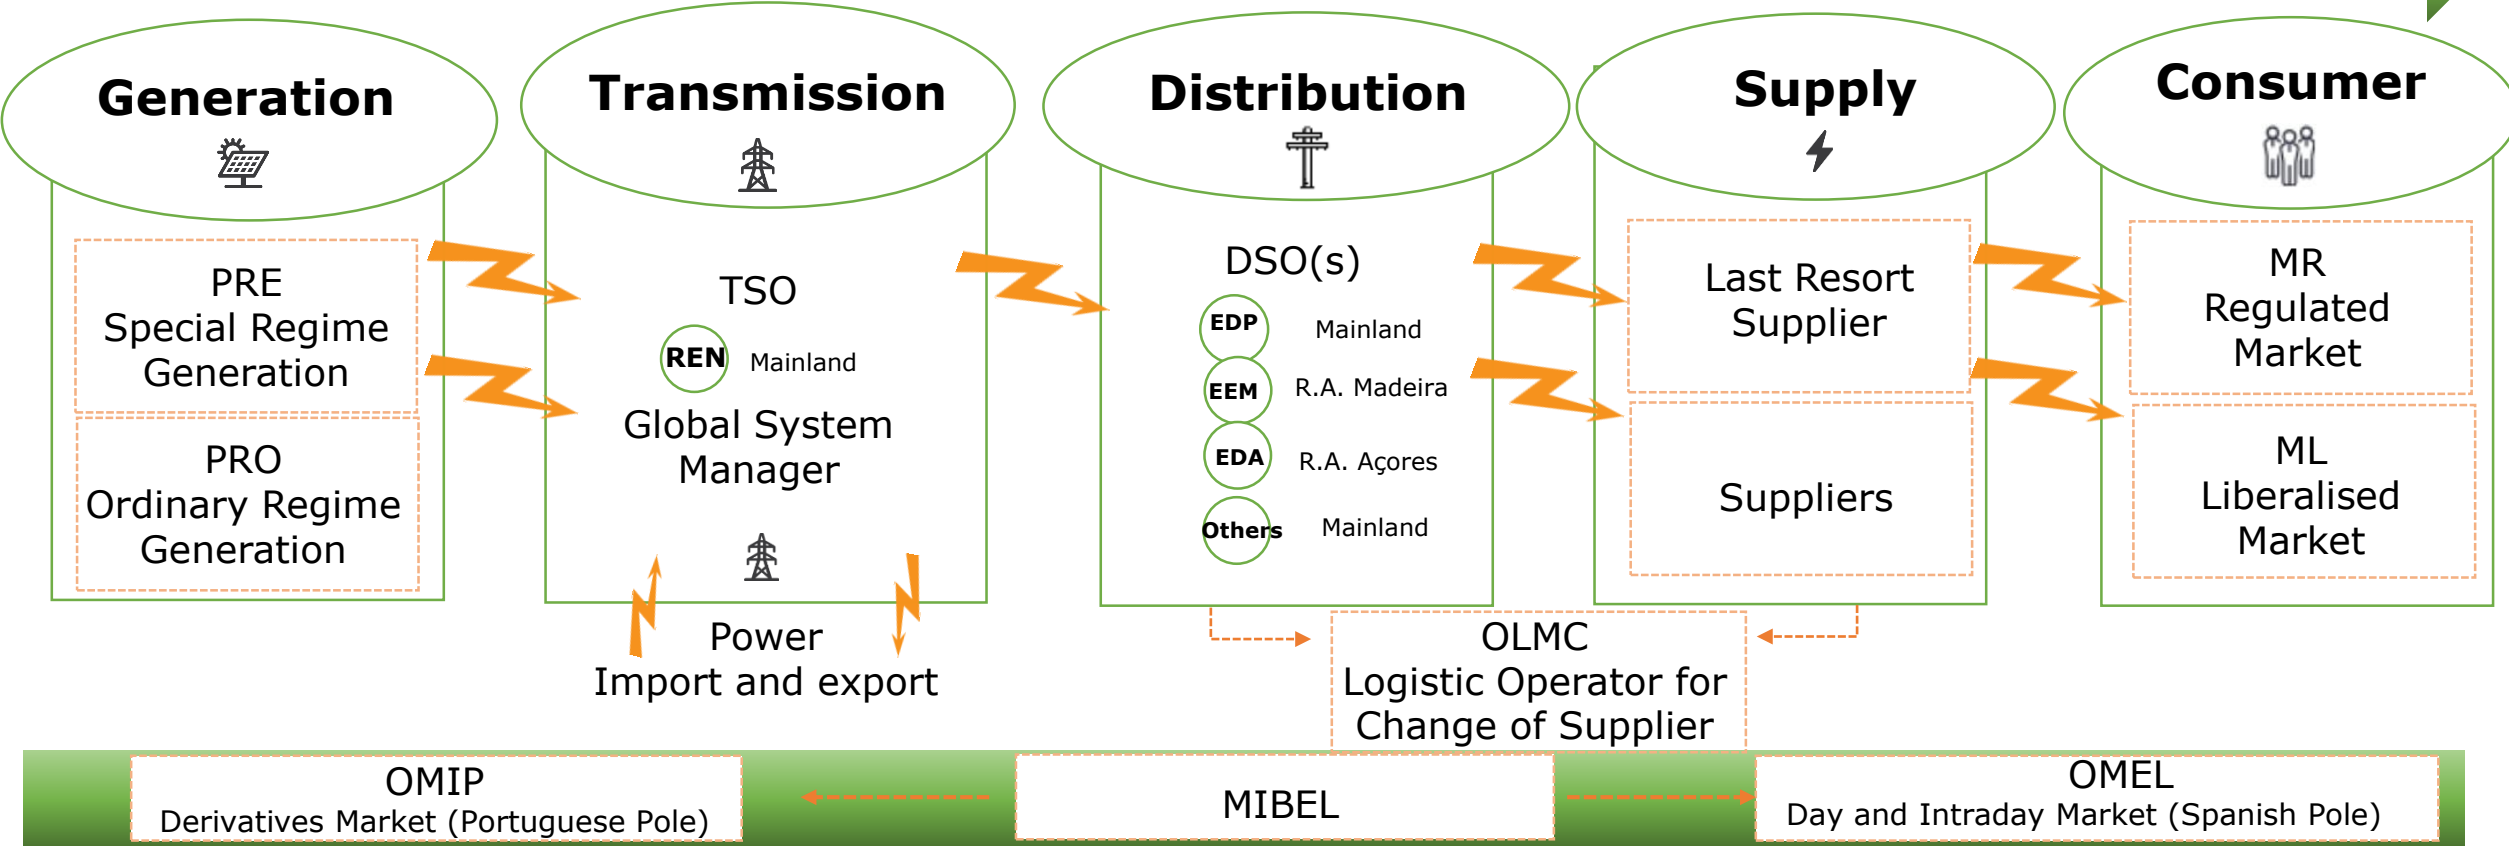 Generation
Transmission
Distribution
Supply
Consumer
PRE
Special Regime
Generation
PRO
Ordinary Regime
Generation
TSO
REN Mainland
Global System
Manager
Power
Import and export
DSO(s)
EDP Mainland
EEM R.A. Madeira
EDA R.A. Açores
Others Mainland
Last Resort
Supplier
Suppliers
MR
Regulated
Market
ML
Liberalised
Market
OLMC
Logistic Operator for
Change of Supplier
OMIP
Derivatives Market (Portuguese Pole)
MIBEL
OMEL
Day and Intraday Market (Spanish Pole)